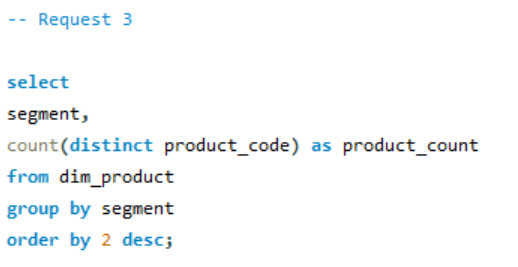 -- Request 3
select
segment,
count(distinct product_code) as product_count
from dim_product
group by segment
order by 2 desc;